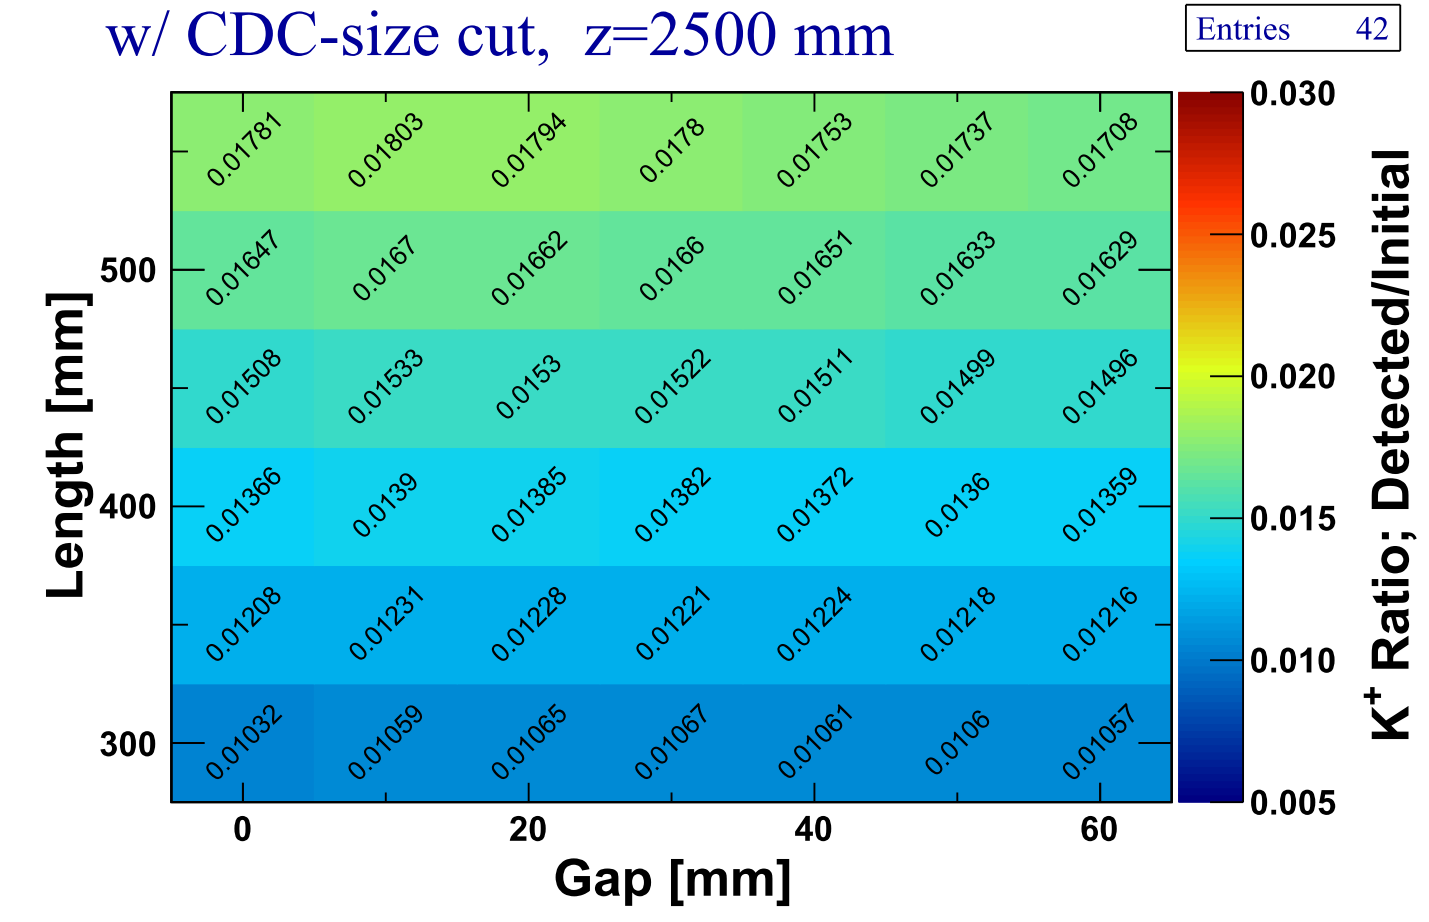 w/ CDC-size cut, z=2500 mm
Entries 42
0.01781 0.01803 0.01794 0.0178 0.01753 0.01737 0.01708
0.01647 0.0167 0.01662 0.0166 0.01651 0.01633 0.01629
0.01508 0.01533 0.0153 0.01522 0.01511 0.01499 0.01496
0.01366 0.0139 0.01385 0.01382 0.01372 0.0136 0.01359
0.01208 0.01231 0.01228 0.01221 0.01224 0.01218 0.01216
0.01032 0.01059 0.01065 0.01067 0.01061 0.0106 0.01057
500
400
300
Length [mm]
0 20 40 60
Gap [mm]
0.030
0.025
0.020
0.015
0.010
0.005
K⁺ Ratio; Detected/Initial